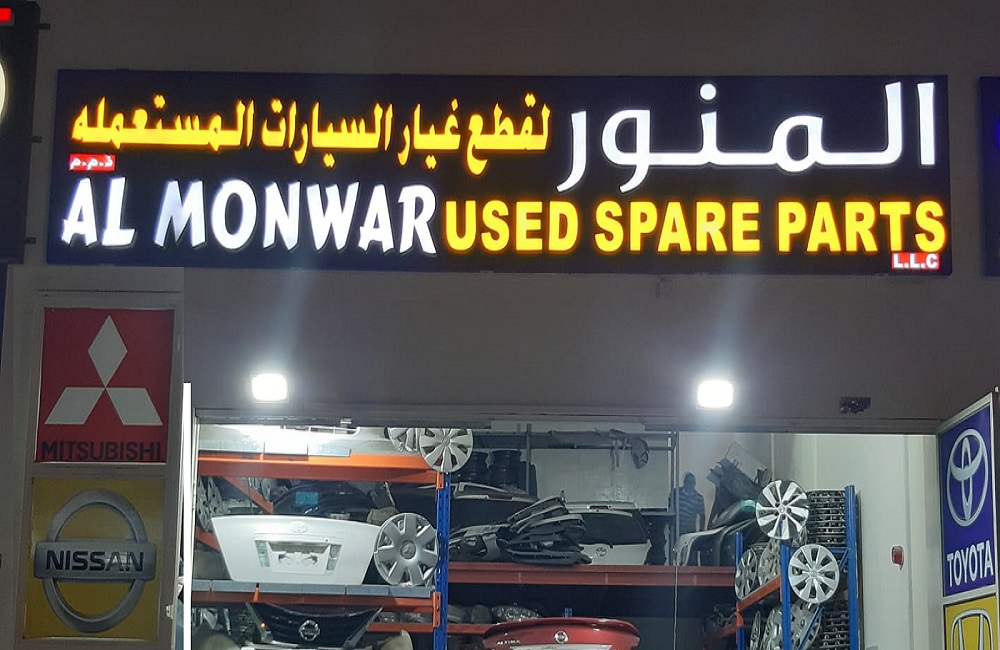 المنور لقطع غيار السيارات المستعمله
ذ.م.م
AL MONWAR USED SPARE PARTS
L.L.C
MITSUBISHI
NISSAN
TOYOTA